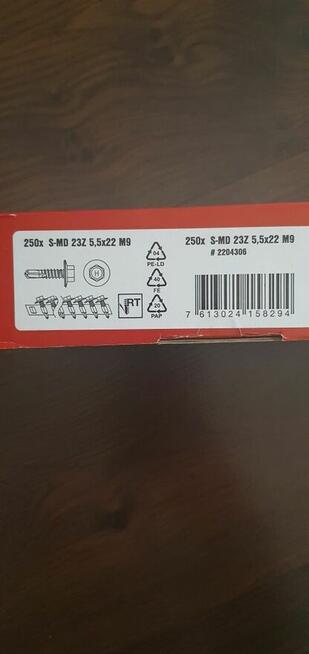 250x S-MD 23Z 5,5x22 M9
H
04
PE-LD
40
FE
RT
20
PAP
250x S-MD 23Z 5,5x22 M9
# 2204306
7 613024 158294